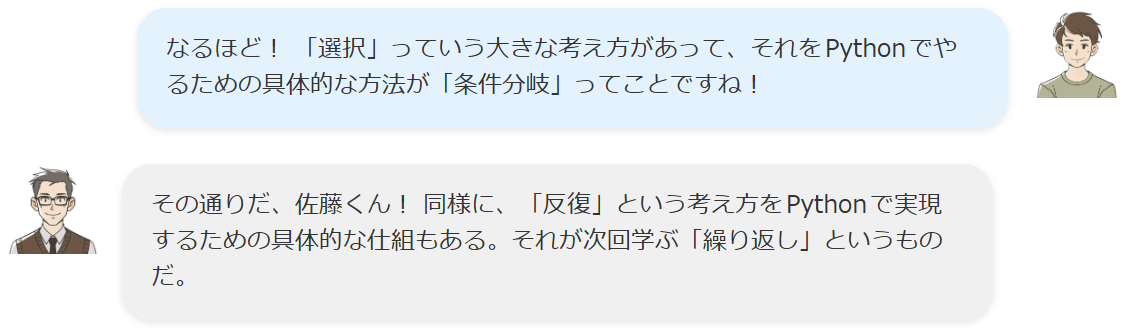 なるほど！ 「選択」っていう大きな考え方があって、それをPythonでや
るための具体的な方法が「条件分岐」ってことですね！
その通りだ、佐藤くん！ 同様に、「反復」という考え方をPythonで実現
するための具体的な仕組もある。それが次回学ぶ「繰り返し」というもの
だ。